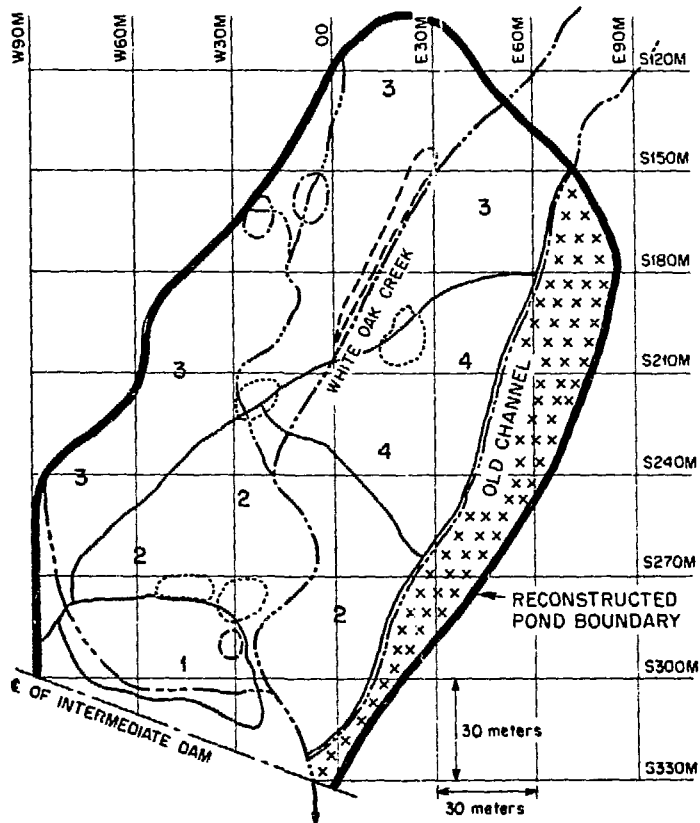 W90M
W60M
W30M
00
E30M
E60M
E90M
S120M
3
S150M
3
S180M
WHITE OAK CREEK
4
S210M
3
OLD CHANNEL
4
S240M
3
2
2
S270M
2
RECONSTRUCTED
POND BOUNDARY
1
S300M
℄ OF INTERMEDIATE DAM
30 meters
S330M
30 meters